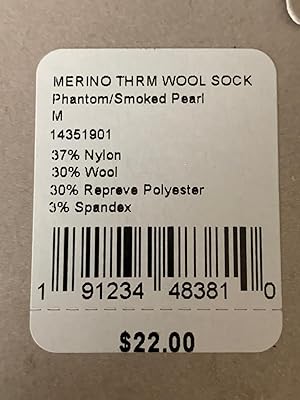 MERINO THRM WOOL SOCK
Phantom/Smoked Pearl
M
14351901
37% Nylon
30% Wool
30% Repreve Polyester
3% Spandex
1 91234 48381 0
$22.00